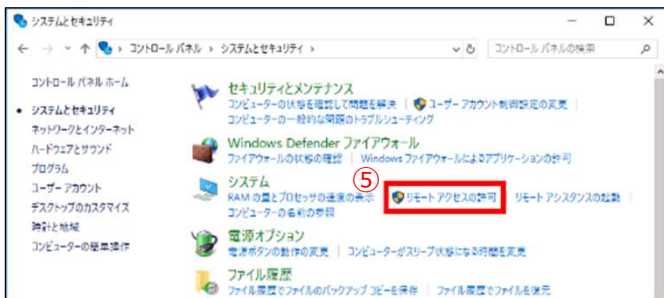 システムとセキュリティ
コントロール パネル › システムとセキュリティ ›
コントロール パネルの検索
コントロール パネル ホーム
システムとセキュリティ
ネットワークとインターネット
ハードウェアとサウンド
プログラム
ユーザー アカウント
デスクトップのカスタマイズ
時計と地域
コンピューターの簡単操作
セキュリティとメンテナンス
コンピューターの状態を確認して問題を解決 | ユーザー アカウント制御設定の変更 |
コンピューターの一般的な問題のトラブルシューティング
Windows Defender ファイアウォール
ファイアウォールの状態の確認 | Windows ファイアウォールによるアプリケーションの許可
システム
⑤
RAM の量とプロセッサの速度の表示 リモート アクセスの許可 | リモート アシスタンスの起動 |
コンピューターの名前の参照
電源オプション
電源ボタンの動作の変更 | コンピューターがスリープ状態になる時間を変更
ファイル履歴
ファイル履歴でファイルのバックアップ コピーを保存 | ファイル履歴でファイルを復元